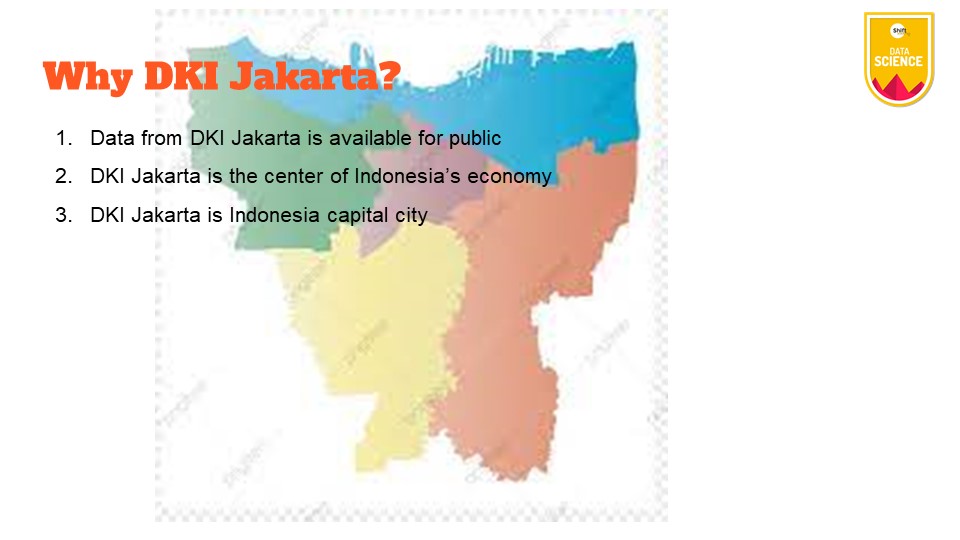 Why DKI Jakarta?
1. Data from DKI Jakarta is available for public
2. DKI Jakarta is the center of Indonesia’s economy
3. DKI Jakarta is Indonesia capital city
Shift
DATA
SCIENCE